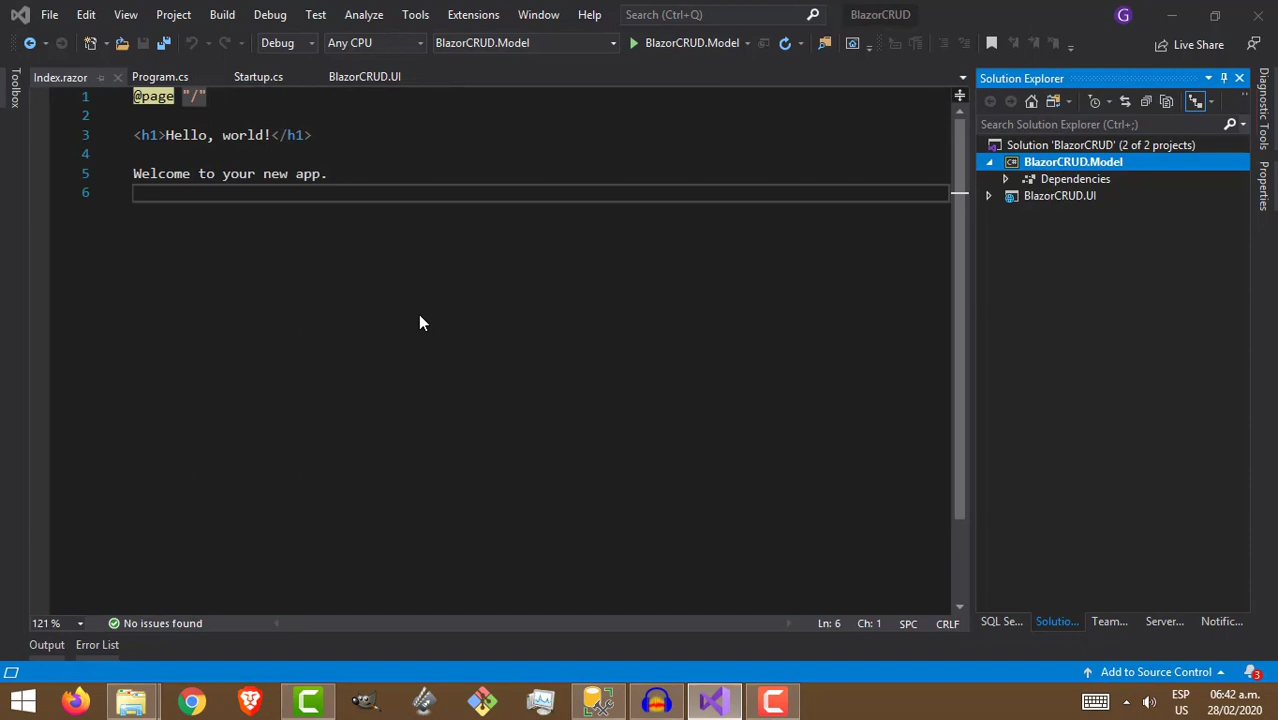 File Edit View Project Build Debug Test Analyze Tools Extensions Window Help Search (Ctrl+Q) BlazorCRUD G
Debug Any CPU BlazorCRUD.Model BlazorCRUD.Model Live Share
Toolbox
Index.razor Program.cs Startup.cs BlazorCRUD.UI
1 @page "/"
2
3 <h1>Hello, world!</h1>
4
5 Welcome to your new app.
6
121 % No issues found Ln: 6 Ch: 1 SPC CRLF
Output Error List
Solution Explorer
Search Solution Explorer (Ctrl+;)
Solution 'BlazorCRUD' (2 of 2 projects)
BlazorCRUD.Model
Dependencies
BlazorCRUD.UI
SQL Se... Solutio... Team... Server... Notific...
Diagnostic Tools
Properties
Add to Source Control 3
ESP 06:42 a.m.
US 28/02/2020